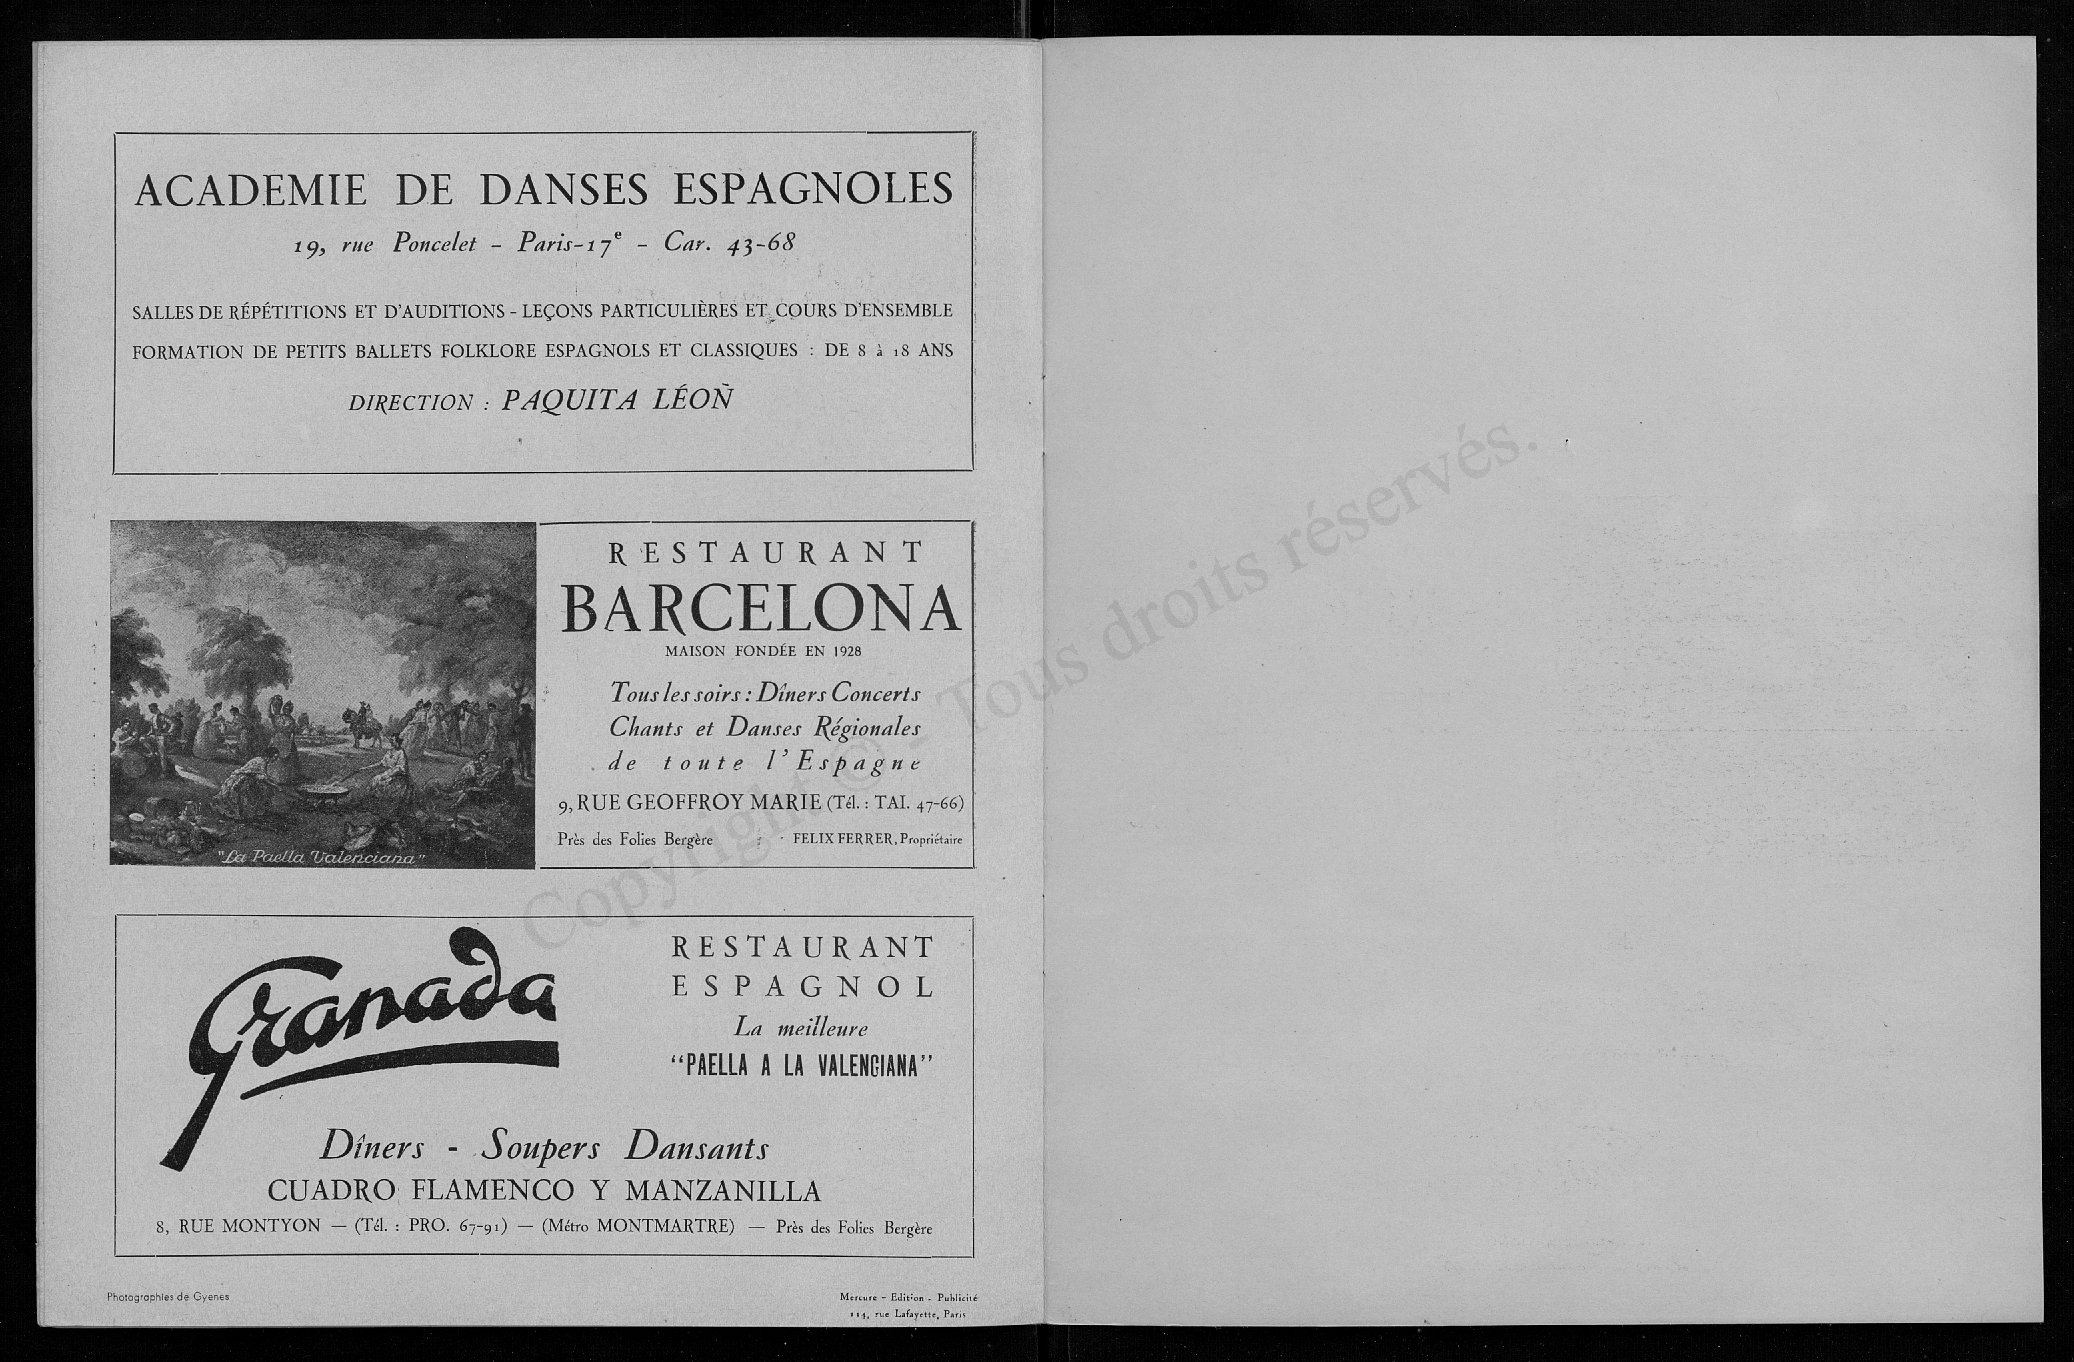 ACADEMIE DE DANSES ESPAGNOLES
19, rue Poncelet - Paris-17e - Car. 43-68
SALLES DE RÉPÉTITIONS ET D'AUDITIONS - LEÇONS PARTICULIÈRES ET COURS D'ENSEMBLE
FORMATION DE PETITS BALLETS FOLKLORE ESPAGNOLS ET CLASSIQUES : DE 8 à 18 ANS
DIRECTION : PAQUITA LÉOÑ
"La Paella Valenciana"
RESTAURANT
BARCELONA
MAISON FONDÉE EN 1928
Tous les soirs : Dîners Concerts
Chants et Danses Régionales
de toute l'Espagne
9, RUE GEOFFROY MARIE (Tél. : TAI. 47-66)
Près des Folies Bergère FELIX FERRER, Propriétaire
Granada
RESTAURANT
ESPAGNOL
La meilleure
"PAELLA A LA VALENCIANA"
Dîners - Soupers Dansants
CUADRO FLAMENCO Y MANZANILLA
8, RUE MONTYON — (Tél. : PRO. 67-91) — (Métro MONTMARTRE) — Près des Folies Bergère
Photographies de Gyenes
Mercure - Edition - Publicité
114, rue Lafayette, Paris
Copyright © - Tous droits réservés.